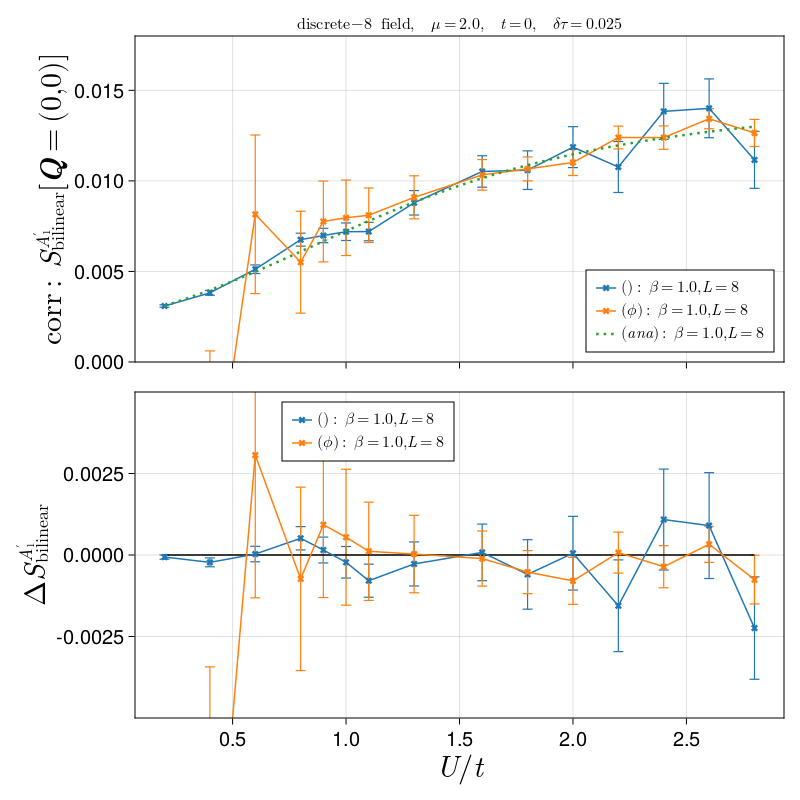 discrete−8 field, μ=2.0, t=0, δτ=0.025
corr: S^{A'_1}_{bilinear}[Q=(0,0)]
0.015
0.010
0.005
0.000
(): β=1.0,L=8
(ϕ): β=1.0,L=8
(ana): β=1.0,L=8
ΔS^{A'_1}_{bilinear}
0.0025
0.0000
-0.0025
(): β=1.0,L=8
(ϕ): β=1.0,L=8
0.5 1.0 1.5 2.0 2.5
U/t